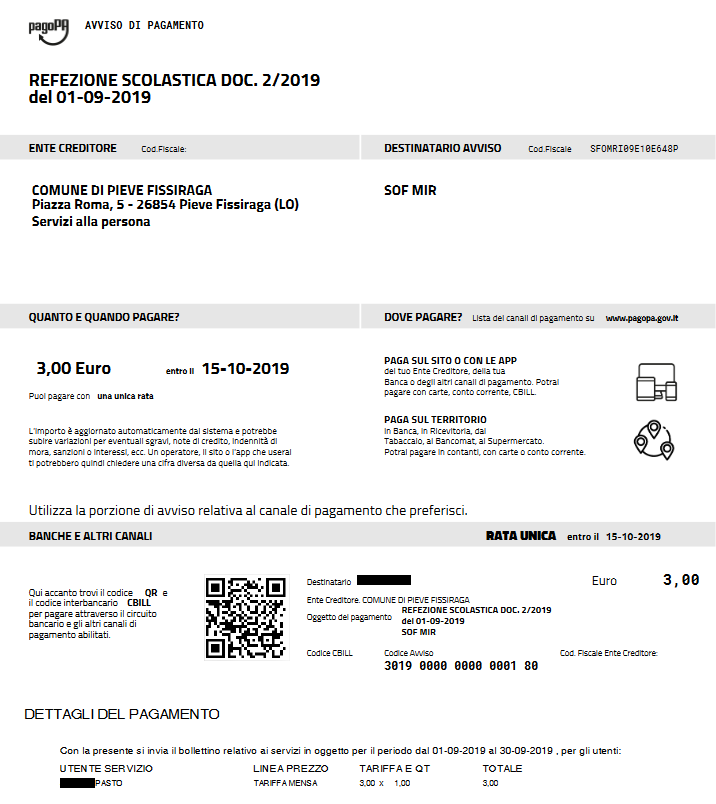 pagoPA AVVISO DI PAGAMENTO
REFEZIONE SCOLASTICA DOC. 2/2019
del 01-09-2019
ENTE CREDITORE Cod.Fiscale:
DESTINATARIO AVVISO Cod.Fiscale SFOMRI09E10E648P
COMUNE DI PIEVE FISSIRAGA
Piazza Roma, 5 - 26854 Pieve Fissiraga (LO)
Servizi alla persona
SOF MIR
QUANTO E QUANDO PAGARE?
DOVE PAGARE? Lista dei canali di pagamento su www.pagopa.gov.it
3,00 Euro entro il 15-10-2019
Puoi pagare con una unica rata
L'importo è aggiornato automaticamente dal sistema e potrebbe
subire variazioni per eventuali sgravi, note di credito, indennità di
mora, sanzioni o interessi, ecc. Un operatore, il sito o l'app che userai
ti potrebbero quindi chiedere una cifra diversa da quella qui indicata.
PAGA SUL SITO O CON LE APP
del tuo Ente Creditore, della tua
Banca o degli altri canali di pagamento. Potrai
pagare con carte, conto corrente, CBILL.
PAGA SUL TERRITORIO
in Banca, in Ricevitoria, dal
Tabaccaio, al Bancomat, al Supermercato.
Potrai pagare in contanti, con carte o conto corrente.
Utilizza la porzione di avviso relativa al canale di pagamento che preferisci.
BANCHE E ALTRI CANALI
RATA UNICA entro il 15-10-2019
Qui accanto trovi il codice QR e
il codice interbancario CBILL
per pagare attraverso il circuito
bancario e gli altri canali di
pagamento abilitati.
Destinatario
Euro 3,00
Ente Creditore. COMUNE DI PIEVE FISSIRAGA
Oggetto del pagamento REFEZIONE SCOLASTICA DOC. 2/2019
del 01-09-2019
SOF MIR
Codice CBILL Codice Avviso Cod. Fiscale Ente Creditore:
3019 0000 0000 0001 80
DETTAGLI DEL PAGAMENTO
Con la presente si invia il bollettino relativo ai servizi in oggetto per il periodo dal 01-09-2019 al 30-09-2019 , per gli utenti:
UTENTE SERVIZIO LINEA PREZZO TARIFFA E QT TOTALE
PASTO TARIFFA MENSA 3,00 x 1,00 3,00